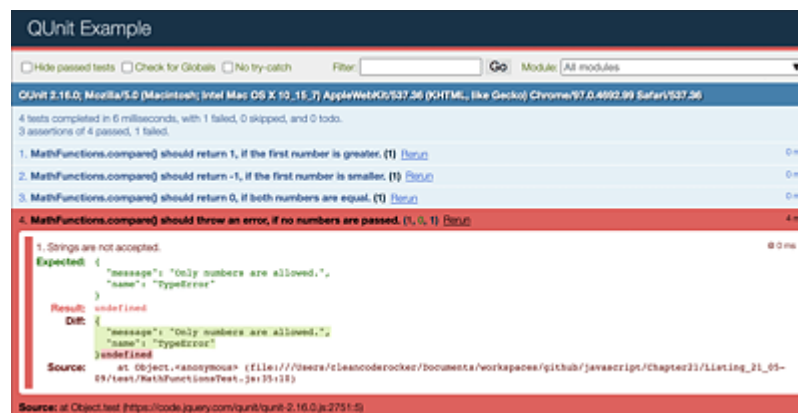 QUnit Example
Hide passed tests Check for Globals No try-catch Filter: Go Module: All modules
QUnit 2.16.0; Mozilla/5.0 (Macintosh; Intel Mac OS X 10_15_7) AppleWebKit/537.36 (KHTML, like Gecko) Chrome/97.0.4692.99 Safari/537.36
4 tests completed in 6 milliseconds, with 1 failed, 0 skipped, and 0 todo.
3 assertions of 4 passed, 1 failed.
1. MathFunctions.compare() should return 1, if the first number is greater. (1) Rerun 0 m
2. MathFunctions.compare() should return -1, if the first number is smaller. (1) Rerun 0 m
3. MathFunctions.compare() should return 0, if both numbers are equal. (1) Rerun 0 m
4. MathFunctions.compare() should throw an error, if no numbers are passed. (1, 0, 1) Rerun 4 m
1. Strings are not accepted. @ 0 ms
Expected: {
"message": "Only numbers are allowed.",
"name": "TypeError"
}
Result: undefined
Diff: {
"message": "Only numbers are allowed.",
"name": "TypeError"
}undefined
Source: at Object.<anonymous> (file:///Users/cleancoderocker/Documents/workspaces/github/javascript/Chapter21/Listing_21_05-
09/test/MathFunctionsTest.js:35:10)
Source: at Object.test (https://code.jquery.com/qunit/qunit-2.16.0.js:2751:5)